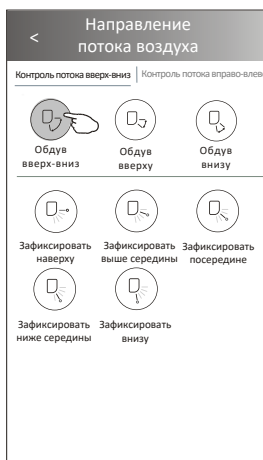 <
Направление
потока воздуха
Контроль потока вверх-вниз
Контроль потока вправо-влев
Обдув
вверх-вниз
Обдув
вверху
Обдув
внизу
Зафиксировать
наверху
Зафиксировать
выше середины
Зафиксировать
посередине
Зафиксировать
ниже середины
Зафиксировать
внизу